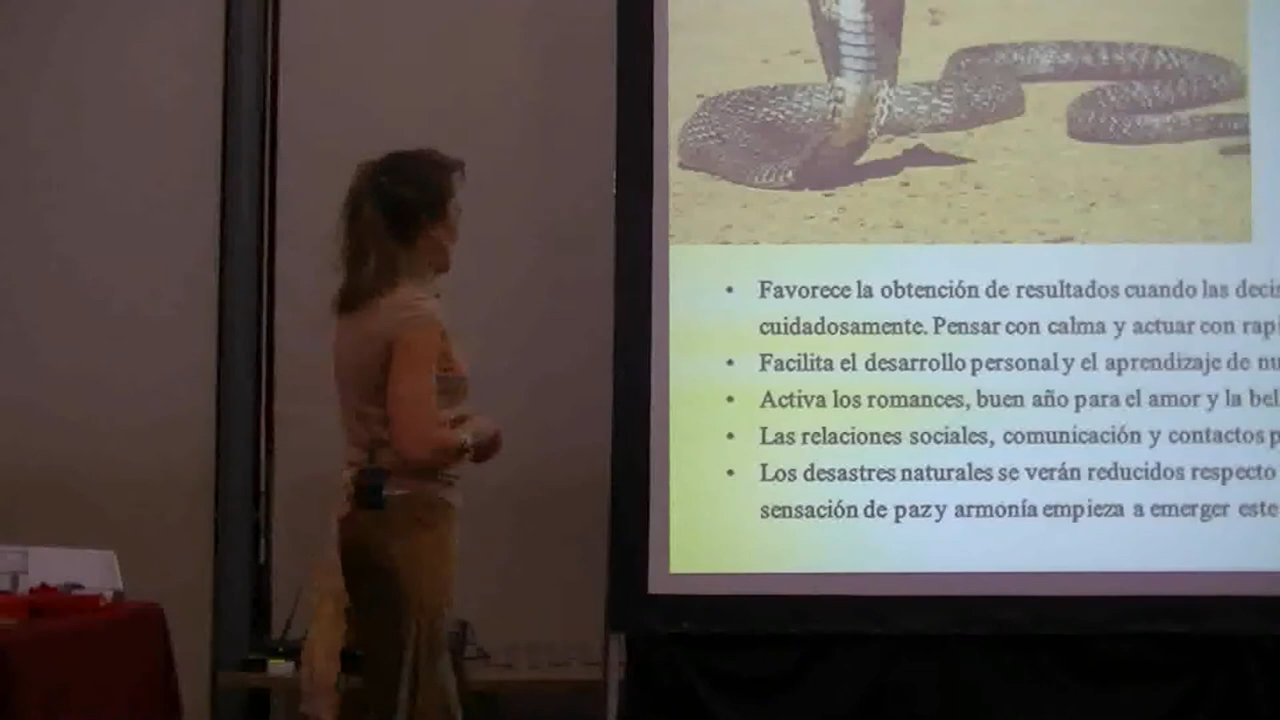 • Favorece la obtención de resultados cuando las
cuidadosamente. Pensar con calma y actuar con
• Facilita el desarrollo personal y el aprendizaje de
• Activa los romances, buen año para el amor y la
• Las relaciones sociales, comunicación y contactos
• Los desastres naturales se verán reducidos respecto
sensación de paz y armonía empieza a emerger este